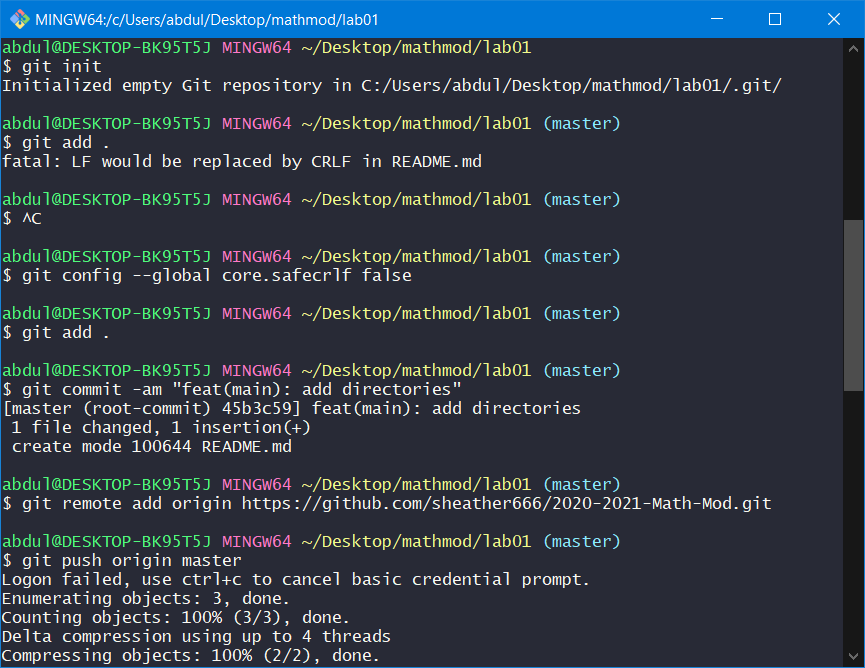 MINGW64:/c/Users/abdul/Desktop/mathmod/lab01
abdul@DESKTOP-BK95T5J MINGW64 ~/Desktop/mathmod/lab01
$ git init
Initialized empty Git repository in C:/Users/abdul/Desktop/mathmod/lab01/.git/
abdul@DESKTOP-BK95T5J MINGW64 ~/Desktop/mathmod/lab01 (master)
$ git add .
fatal: LF would be replaced by CRLF in README.md
abdul@DESKTOP-BK95T5J MINGW64 ~/Desktop/mathmod/lab01 (master)
$ ^C
abdul@DESKTOP-BK95T5J MINGW64 ~/Desktop/mathmod/lab01 (master)
$ git config --global core.safecrlf false
abdul@DESKTOP-BK95T5J MINGW64 ~/Desktop/mathmod/lab01 (master)
$ git add .
abdul@DESKTOP-BK95T5J MINGW64 ~/Desktop/mathmod/lab01 (master)
$ git commit -am "feat(main): add directories"
[master (root-commit) 45b3c59] feat(main): add directories
 1 file changed, 1 insertion(+)
 create mode 100644 README.md
abdul@DESKTOP-BK95T5J MINGW64 ~/Desktop/mathmod/lab01 (master)
$ git remote add origin https://github.com/sheather666/2020-2021-Math-Mod.git
abdul@DESKTOP-BK95T5J MINGW64 ~/Desktop/mathmod/lab01 (master)
$ git push origin master
Logon failed, use ctrl+c to cancel basic credential prompt.
Enumerating objects: 3, done.
Counting objects: 100% (3/3), done.
Delta compression using up to 4 threads
Compressing objects: 100% (2/2), done.